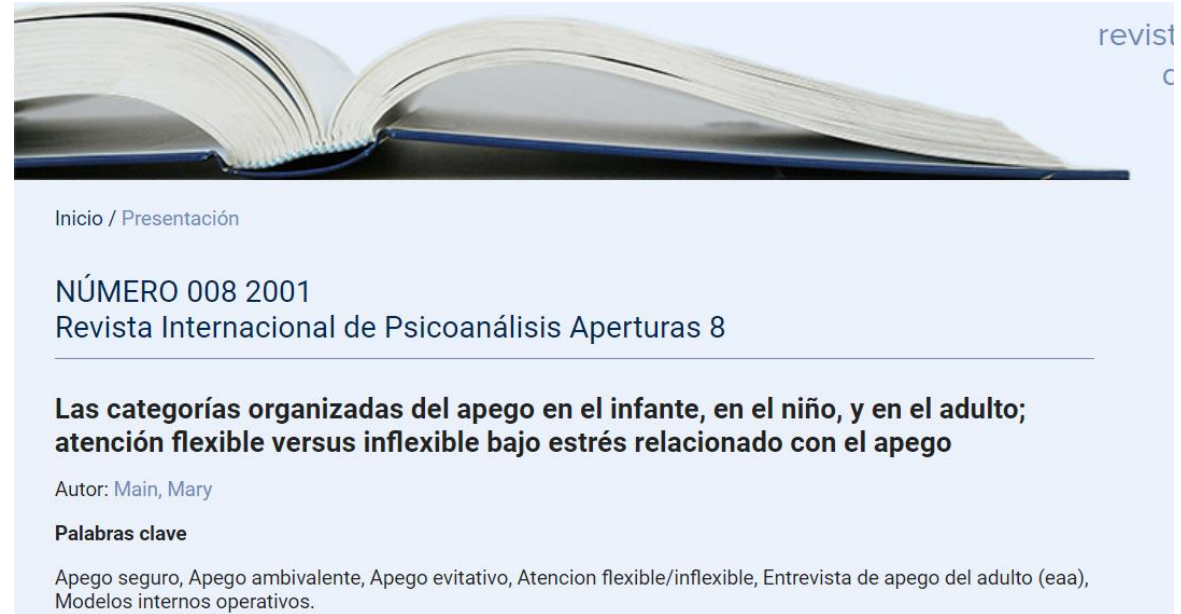 Inicio / Presentación
NÚMERO 008 2001
Revista Internacional de Psicoanálisis Aperturas 8
Las categorías organizadas del apego en el infante, en el niño, y en el adulto;
atención flexible versus inflexible bajo estrés relacionado con el apego
Autor: Main, Mary
Palabras clave
Apego seguro, Apego ambivalente, Apego evitativo, Atencion flexible/inflexible, Entrevista de apego del adulto (eaa),
Modelos internos operativos.